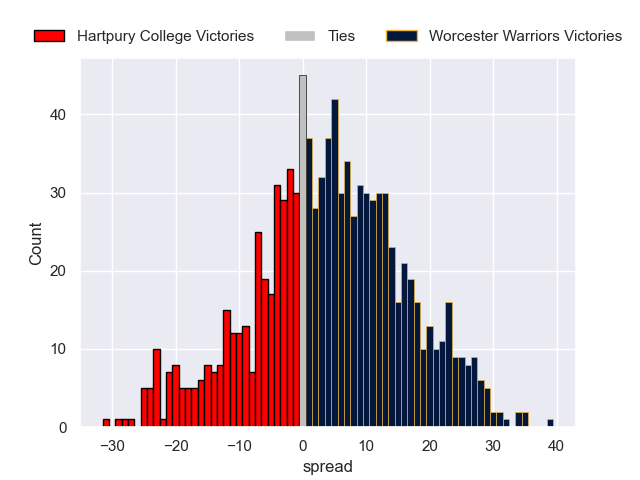 Hartpury College Victories Ties Worcester Warriors Victories
40
30
20
10
0
Count
−30 −20 −10 0 10 20 30 40
spread